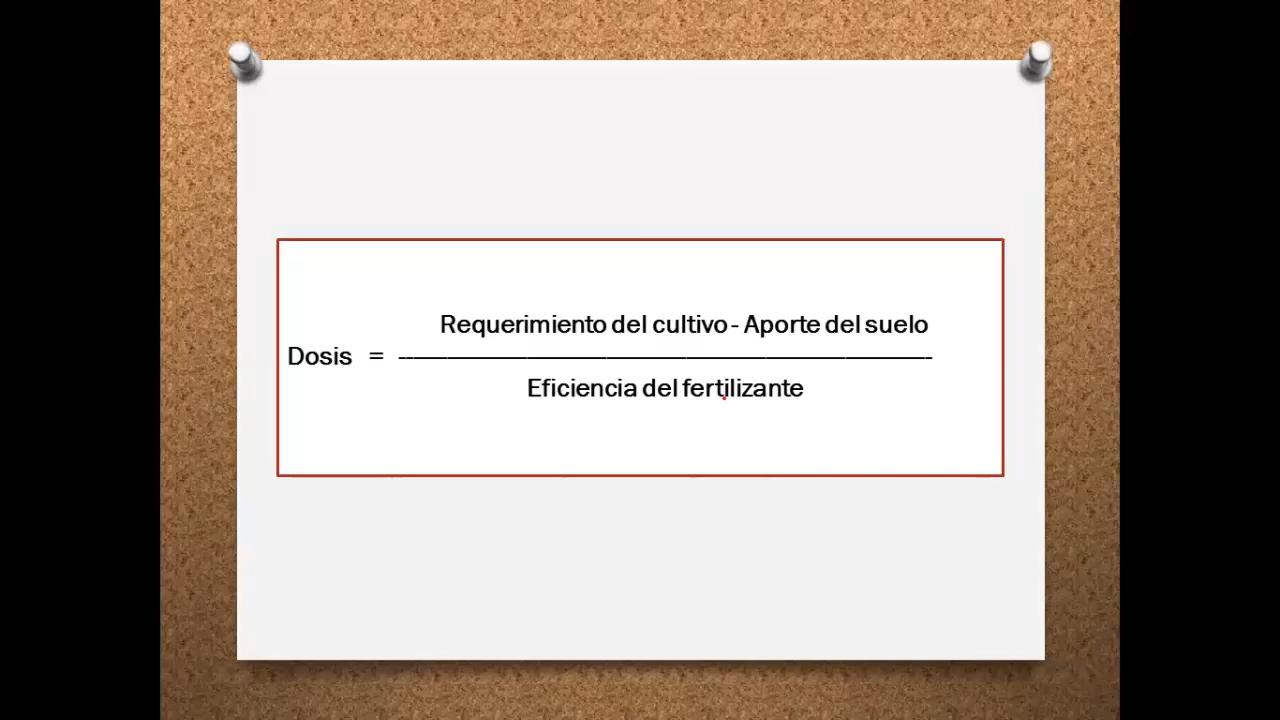 Requerimiento del cultivo - Aporte del suelo
Dosis = ---------------------------------------------
Eficiencia del fertilizante